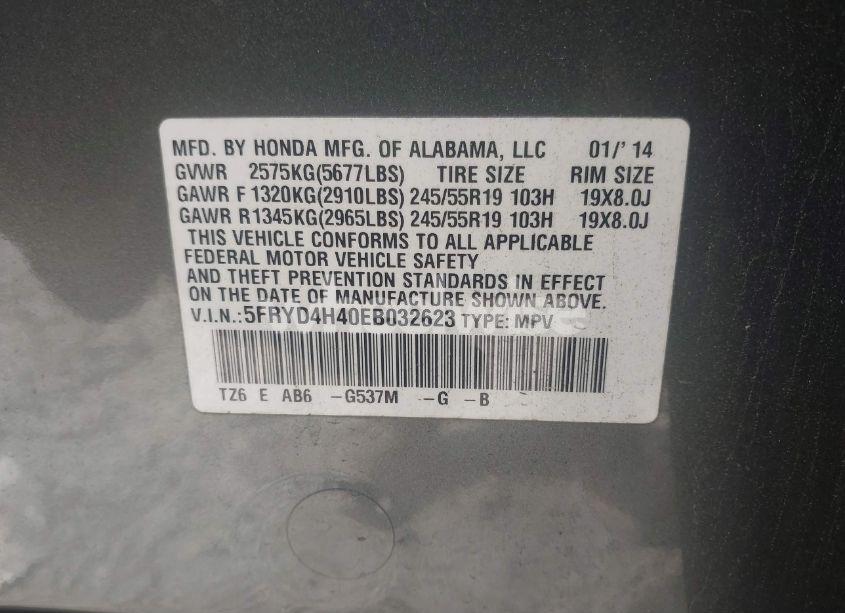 MFD. BY HONDA MFG. OF ALABAMA, LLC 01/' 14
GVWR 2575KG(5677LBS) TIRE SIZE RIM SIZE
GAWR F 1320KG(2910LBS) 245/55R19 103H 19X8.0J
GAWR R1345KG(2965LBS) 245/55R19 103H 19X8.0J
THIS VEHICLE CONFORMS TO ALL APPLICABLE
FEDERAL MOTOR VEHICLE SAFETY
AND THEFT PREVENTION STANDARDS IN EFFECT
ON THE DATE OF MANUFACTURE SHOWN ABOVE.
V.I.N.:5FRYD4H40EB032623 TYPE: MPV
TZ6 E AB6 -G537M -G -B